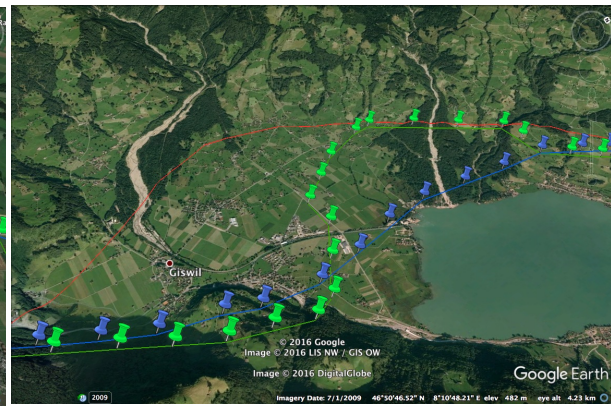 Giswil
© 2016 Google
Image © 2016 LIS NW / GIS OW
Image © 2016 DigitalGlobe
Google Earth
2009
Imagery Date: 7/1/2009 46°50'46.52" N 8°10'48.21" E elev 482 m eye alt 4.23 km